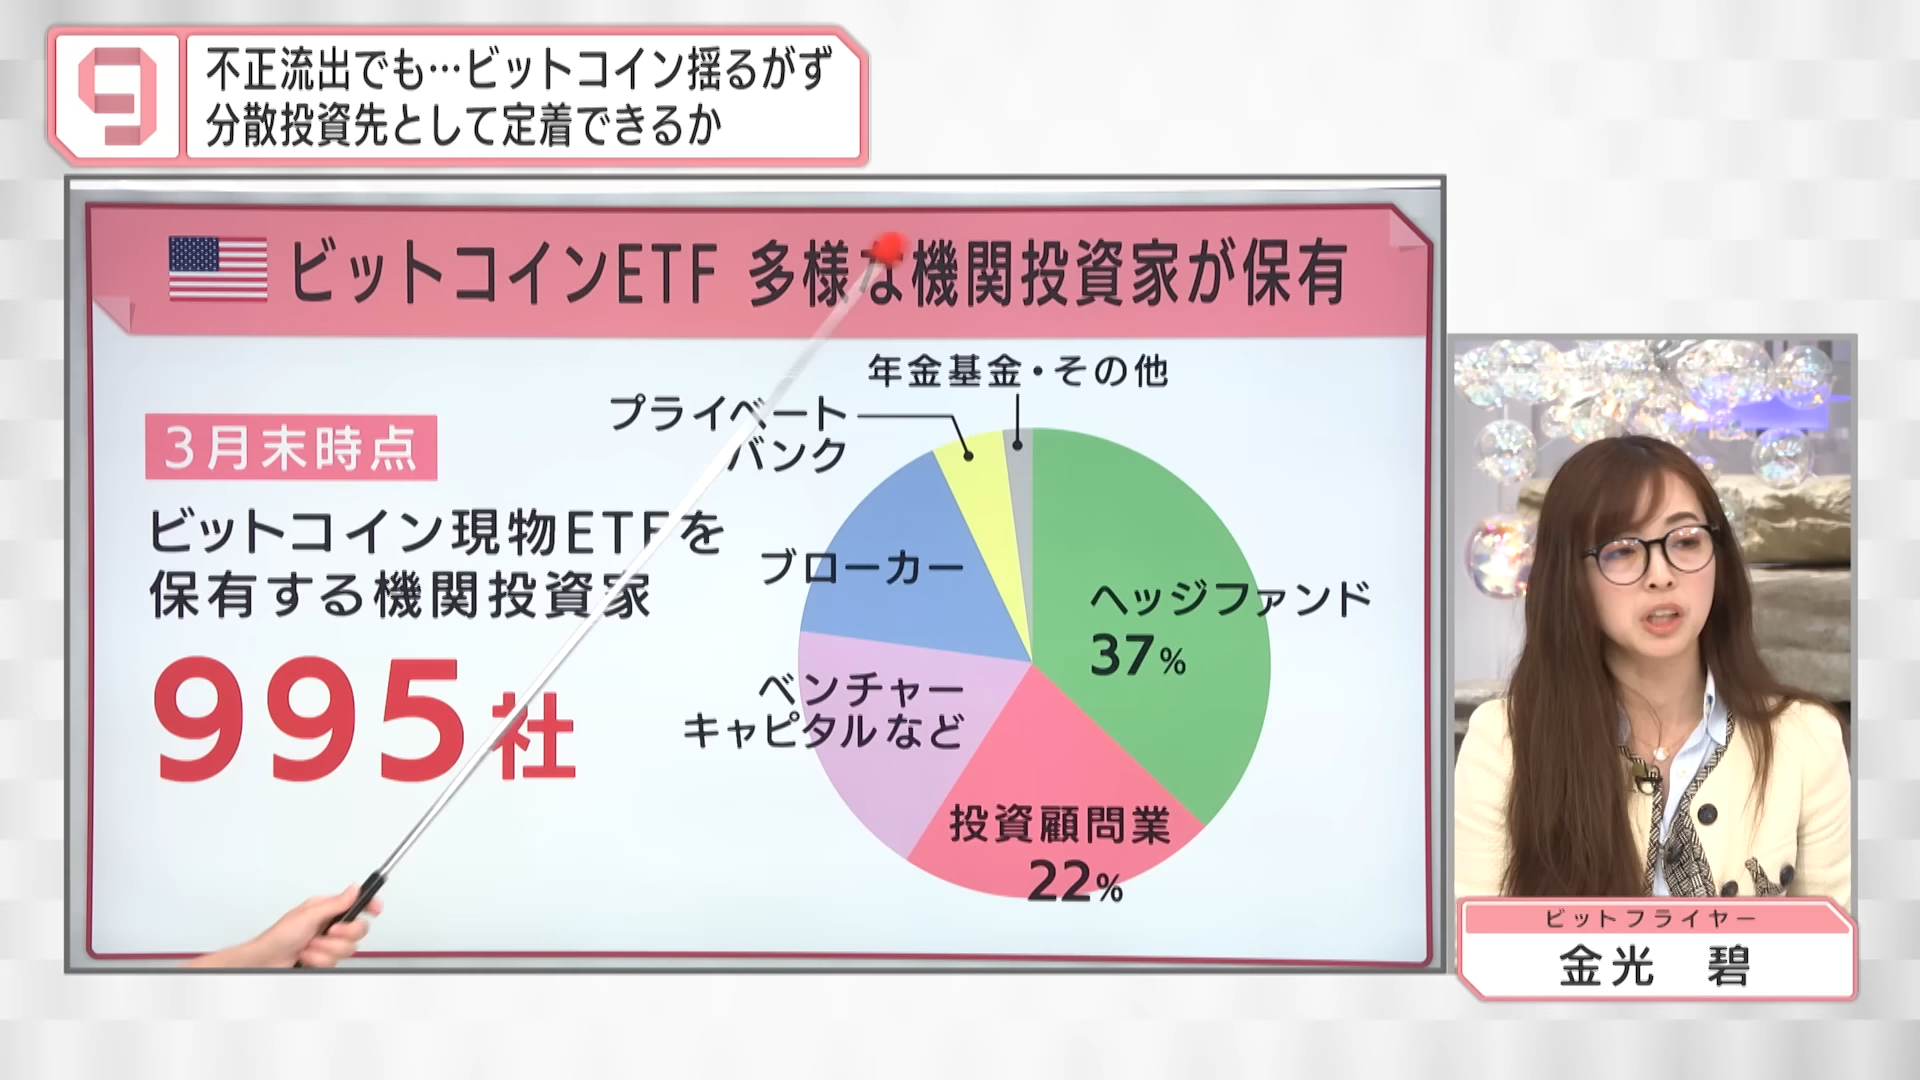 9
不正流出でも…ビットコイン揺るがず
分散投資先として定着できるか
ビットコインETF 多様な機関投資家が保有
3月末時点
ビットコイン現物ETFを
保有する機関投資家
995社
年金基金・その他
プライベート
バンク
ブローカー
ヘッジファンド
37%
ベンチャー
キャピタルなど
投資顧問業
22%
ビットフライヤー
金光 碧